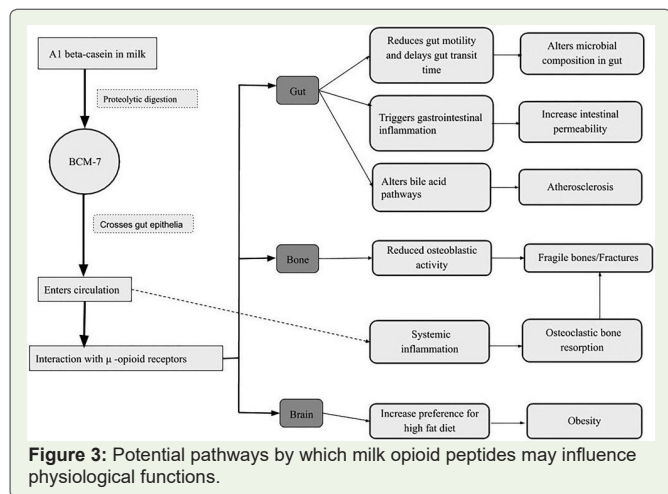 A1 beta-casein in milk
Proteolytic digestion
BCM-7
Crosses gut epithelia
Enters circulation
Interaction with μ -opioid receptors
Gut
Reduces gut motility
and delays gut transit
time
Alters microbial
composition in gut
Triggers gastrointestinal
inflammation
Increase intestinal
permeability
Alters bile acid
pathways
Atherosclerosis
Bone
Reduced osteoblastic
activity
Fragile bones/Fractures
Systemic
inflammation
Osteoclastic bone
resorption
Brain
Increase preference for
high fat diet
Obesity
Figure 3: Potential pathways by which milk opioid peptides may influence
physiological functions.